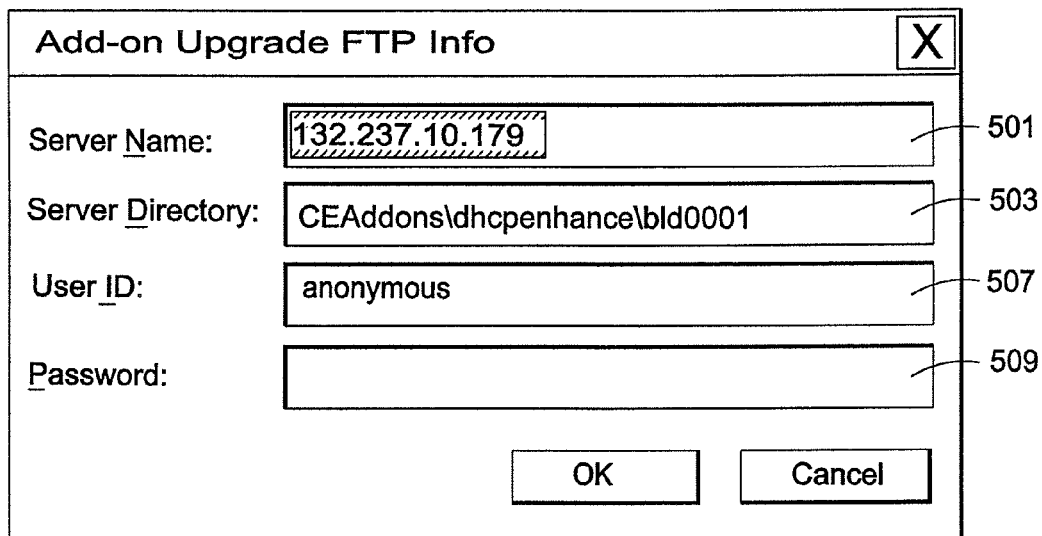 Add-on Upgrade FTP Info X
Server Name: 132.237.10.179 501
Server Directory: CEAddons\dhcpenhance\bld0001 503
User ID: anonymous 507
Password: 509
OK Cancel